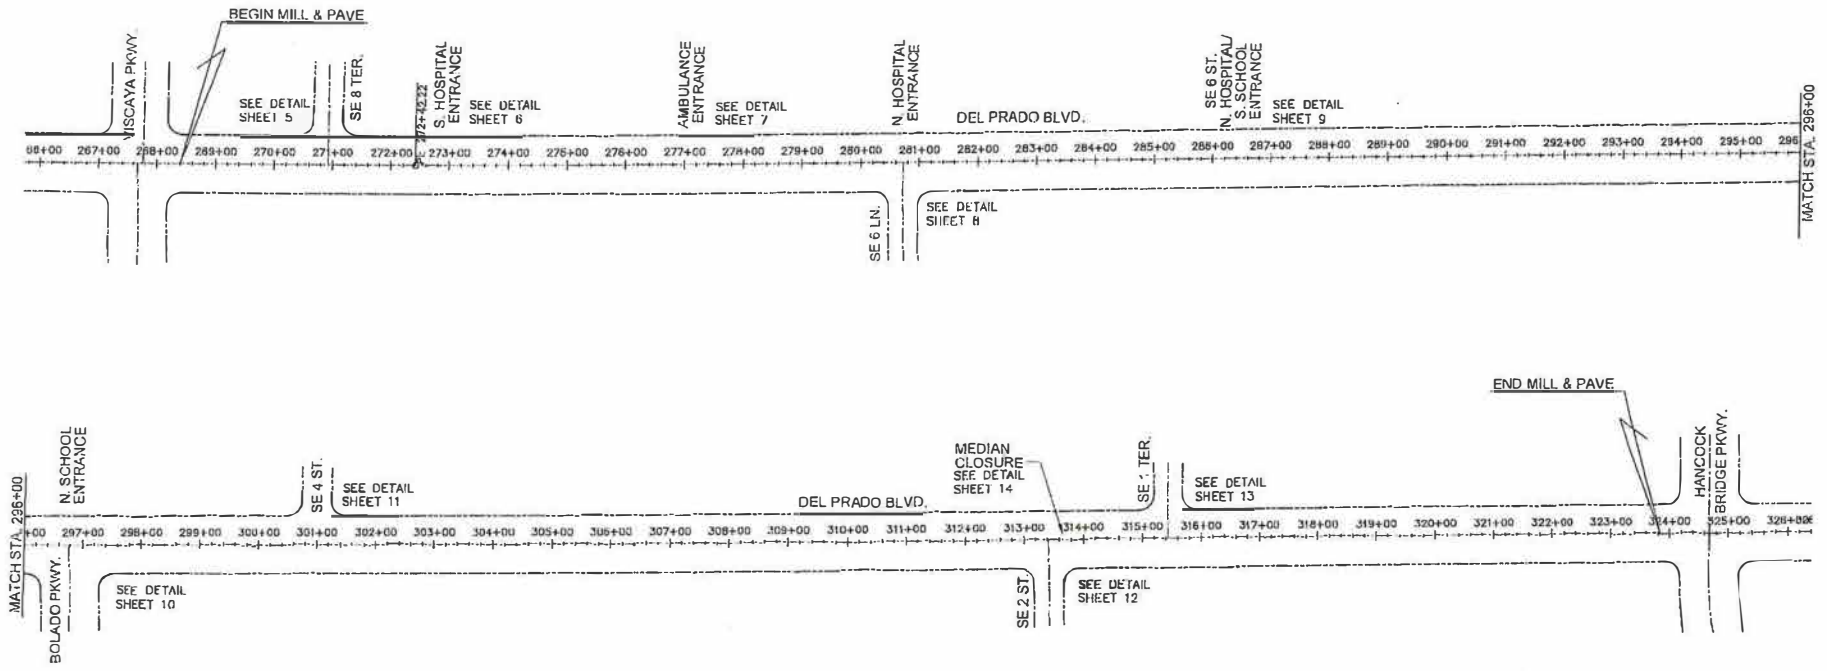 BEGIN MILL & PAVE
VISCAYA PKWY.
SEE DETAIL
SHEET 5
SE 8 TER.
272+42.22
S. HOSPITAL
ENTRANCE
SEE DETAIL
SHEET 6
AMBULANCE
ENTRANCE
SEE DETAIL
SHEET 7
N. HOSPITAL
ENTRANCE
DEL PRADO BLVD.
SE 6 ST.
N. HOSPITAL/
S. SCHOOL
ENTRANCE
SEE DETAIL
SHEET 9
MATCH STA. 296+00
66+00 267+00 268+00 269+00 270+00 271+00 272+00 273+00 274+00 275+00 276+00 277+00 278+00 279+00 280+00 281+00 282+00 283+00 284+00 285+00 286+00 287+00 288+00 289+00 290+00 291+00 292+00 293+00 294+00 295+00 296
SE 6 LN.
SEE DETAIL
SHEET 8
END MILL & PAVE
MATCH STA. 296+00
N. SCHOOL
ENTRANCE
SE 4 ST.
SEE DETAIL
SHEET 11
DEL PRADO BLVD.
MEDIAN
CLOSURE
SEE DETAIL
SHEET 14
SE 1 TER.
SEE DETAIL
SHEET 13
HANCOCK
BRIDGE PKWY.
+00 297+00 298+00 299+00 300+00 301+00 302+00 303+00 304+00 305+00 306+00 307+00 308+00 309+00 310+00 311+00 312+00 313+00 314+00 315+00 316+00 317+00 318+00 319+00 320+00 321+00 322+00 323+00 324+00 325+00 326+00
BOLADO PKWY.
SEE DETAIL
SHEET 10
SE 2 ST.
SEE DETAIL
SHEET 12